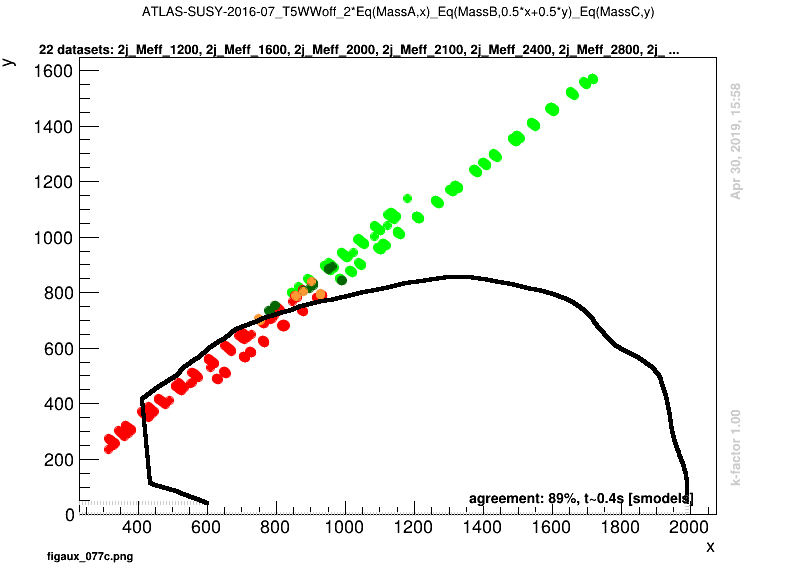 ATLAS-SUSY-2016-07_T5WWoff_2*Eq(MassA,x)_Eq(MassB,0.5*x+0.5*y)_Eq(MassC,y)
22 datasets: 2j_Meff_1200, 2j_Meff_1600, 2j_Meff_2000, 2j_Meff_2100, 2j_Meff_2400, 2j_Meff_2800, 2j_ ...
y
1600
1400
1200
1000
800
600
400
200
0
Apr 30, 2019, 15:58
k-factor 1.00
agreement: 89%, t~0.4s [smodels]
400 600 800 1000 1200 1400 1600 1800 2000
x
figaux_077c.png